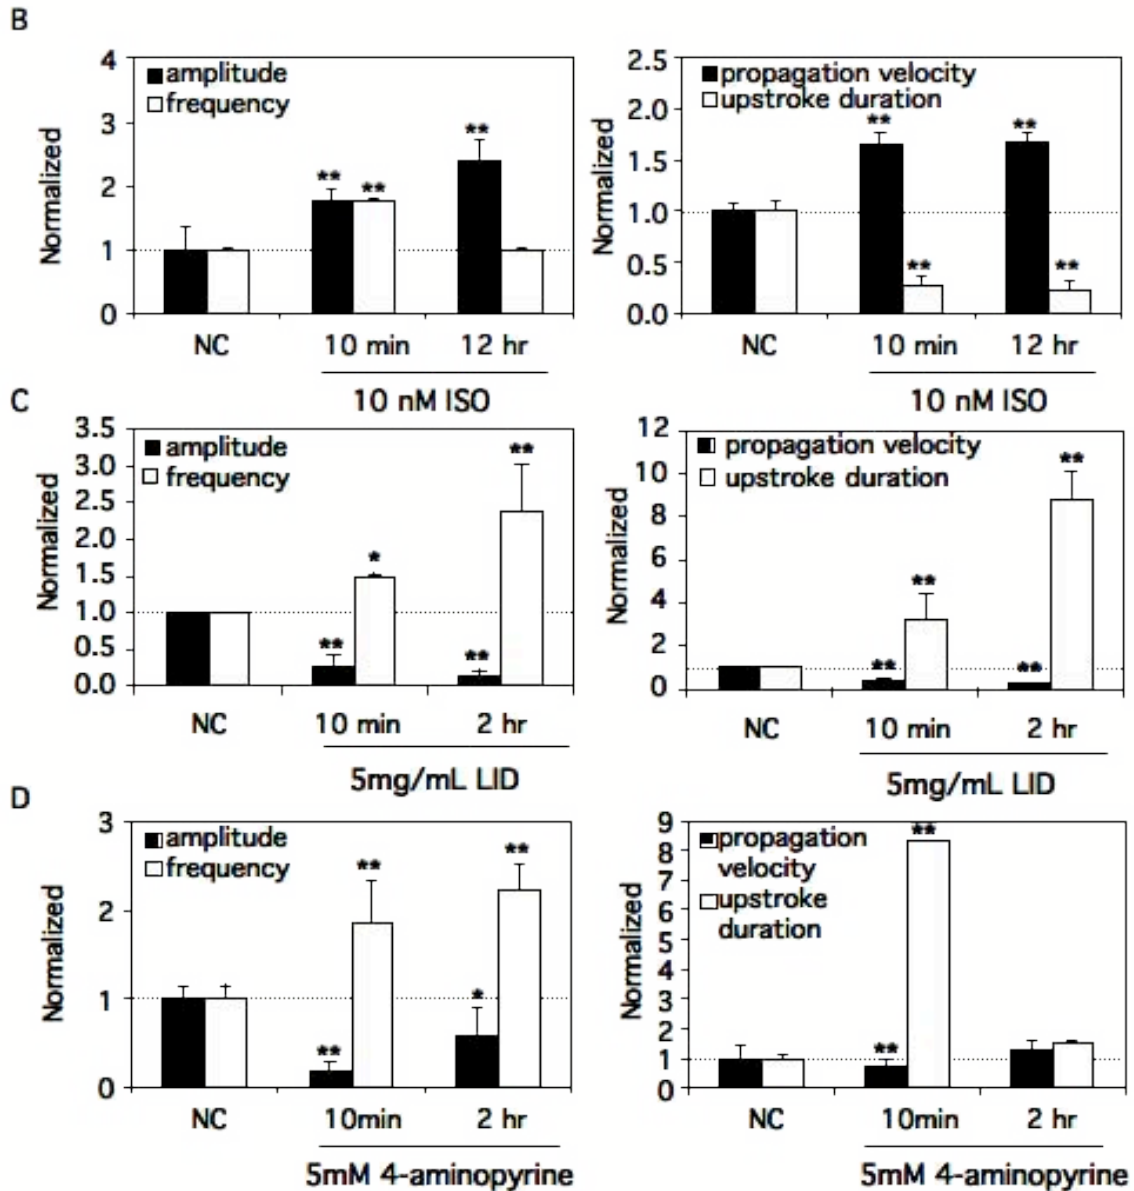 B
4
3
2
1
0
Normalized
amplitude
frequency
**
**
**
NC
10 min
12 hr
10 nM ISO
2.5
2.0
1.5
1.0
0.5
0.0
Normalized
propagation velocity
upstroke duration
**
**
**
**
NC
10 min
12 hr
10 nM ISO
C
3.5
3.0
2.5
2.0
1.5
1.0
0.5
0.0
Normalized
amplitude
frequency
**
*
**
**
NC
10 min
2 hr
5mg/mL LID
12
10
8
6
4
2
0
Normalized
propagation velocity
upstroke duration
**
**
**
**
NC
10 min
2 hr
5mg/mL LID
D
3
2
1
0
Normalized
amplitude
frequency
**
**
*
**
NC
10min
2 hr
5mM 4-aminopyrine
9
8
7
6
5
4
3
2
1
0
Normalized
propagation
velocity
upstroke
duration
**
**
NC
10min
2 hr
5mM 4-aminopyrine